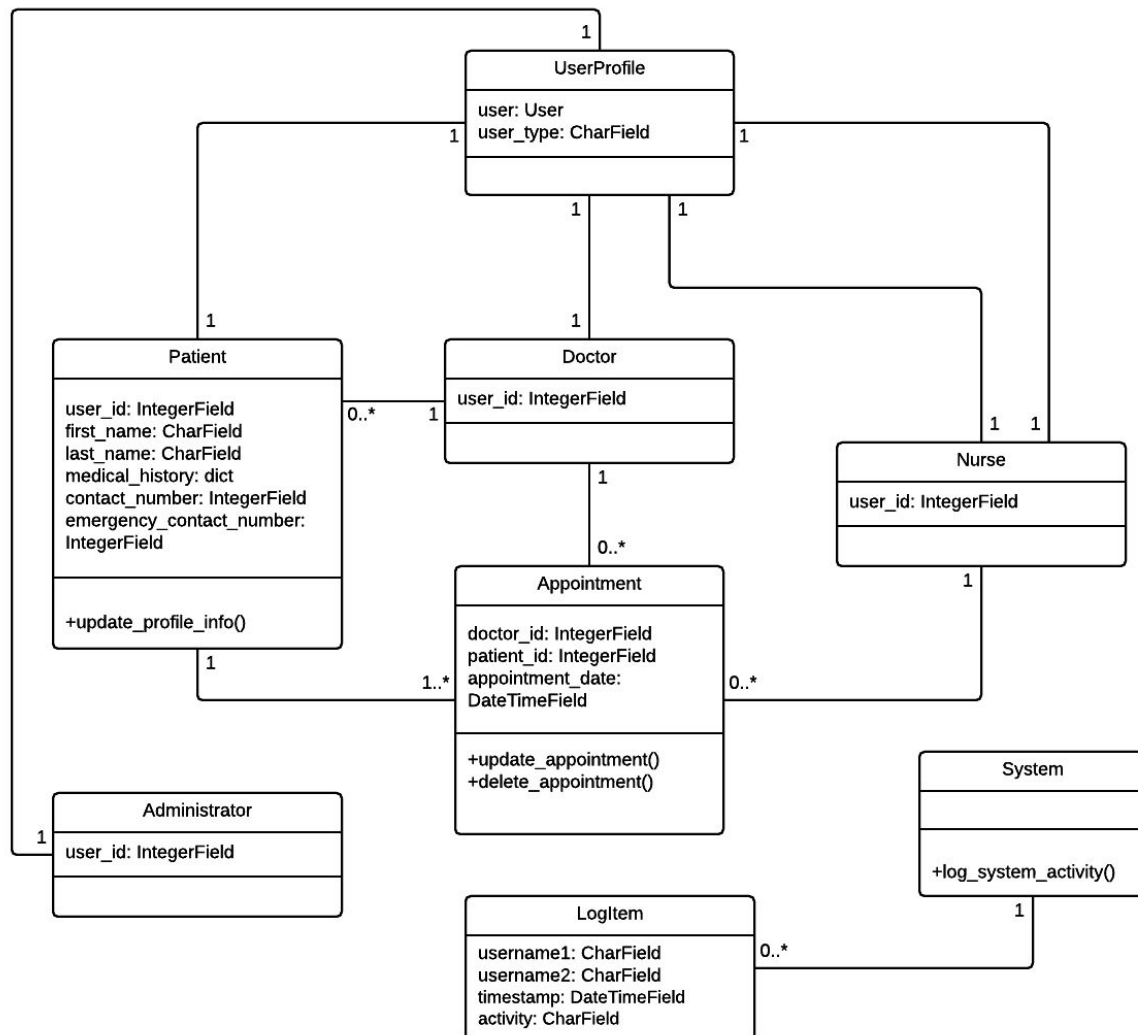 1
UserProfile
user: User
user_type: CharField
1
1
1
1
1
1
1
1
Patient
user_id: IntegerField
first_name: CharField
last_name: CharField
medical_history: dict
contact_number: IntegerField
emergency_contact_number:
IntegerField
+update_profile_info()
0..*
1
Doctor
user_id: IntegerField
Nurse
user_id: IntegerField
1
0..*
1
1
1..*
0..*
Appointment
doctor_id: IntegerField
patient_id: IntegerField
appointment_date:
DateTimeField
+update_appointment()
+delete_appointment()
Administrator
1
user_id: IntegerField
System
+log_system_activity()
1
0..*
LogItem
username1: CharField
username2: CharField
timestamp: DateTimeField
activity: CharField